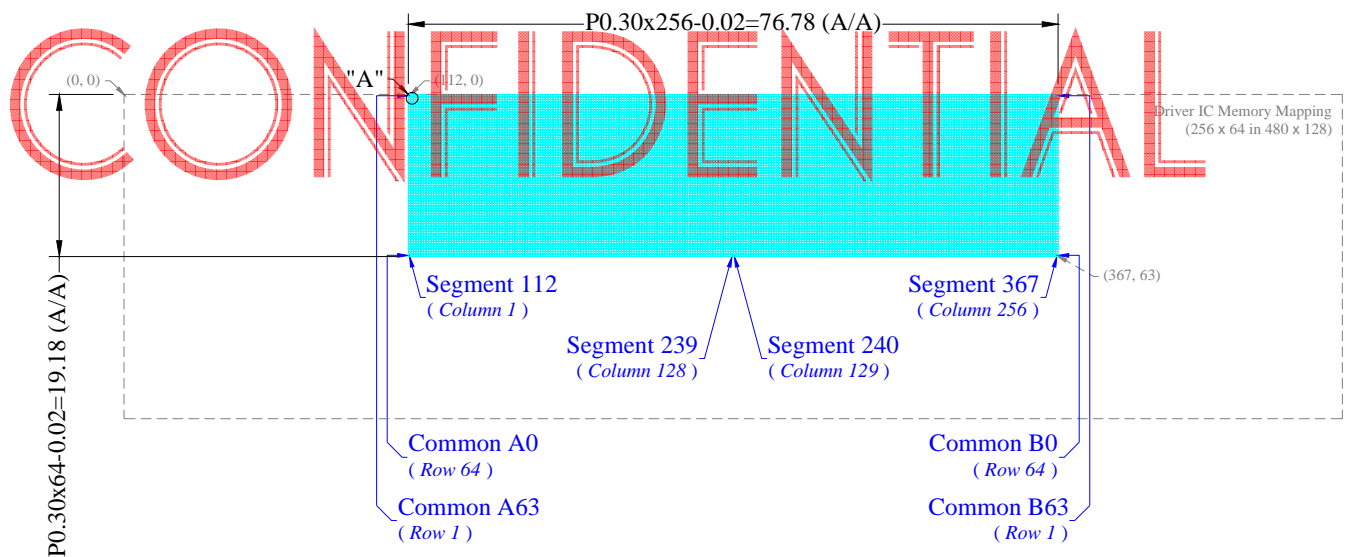 P0.30x256-0.02=76.78 (A/A)
CONFIDENTIAL
(0, 0)
"A"
(112, 0)
Driver IC Memory Mapping
(256 x 64 in 480 x 128)
P0.30x64-0.02=19.18 (A/A)
(367, 63)
Segment 112
( Column 1 )
Segment 367
( Column 256 )
Segment 239
( Column 128 )
Segment 240
( Column 129 )
Common A0
( Row 64 )
Common B0
( Row 64 )
Common A63
( Row 1 )
Common B63
( Row 1 )